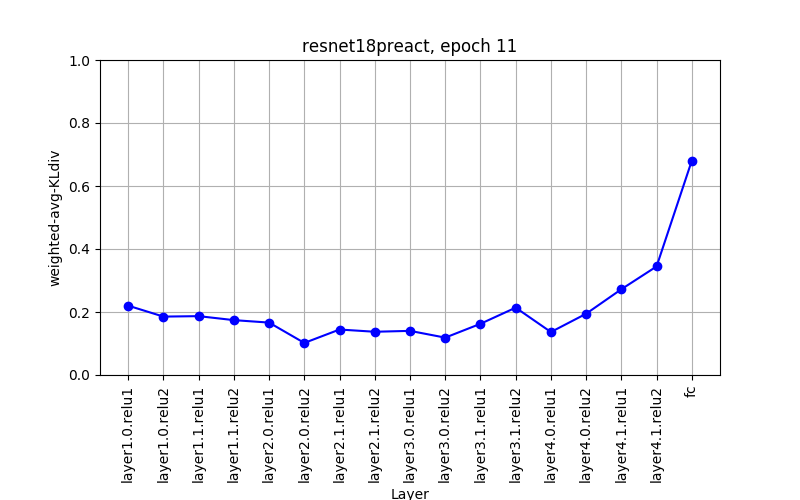 resnet18preact, epoch 11
weighted-avg-KLdiv
1.0
0.8
0.6
0.4
0.2
0.0
layer1.0.relu1
layer1.0.relu2
layer1.1.relu1
layer1.1.relu2
layer2.0.relu1
layer2.0.relu2
layer2.1.relu1
layer2.1.relu2
layer3.0.relu1
layer3.0.relu2
layer3.1.relu1
layer3.1.relu2
layer4.0.relu1
layer4.0.relu2
layer4.1.relu1
layer4.1.relu2
fc
Layer